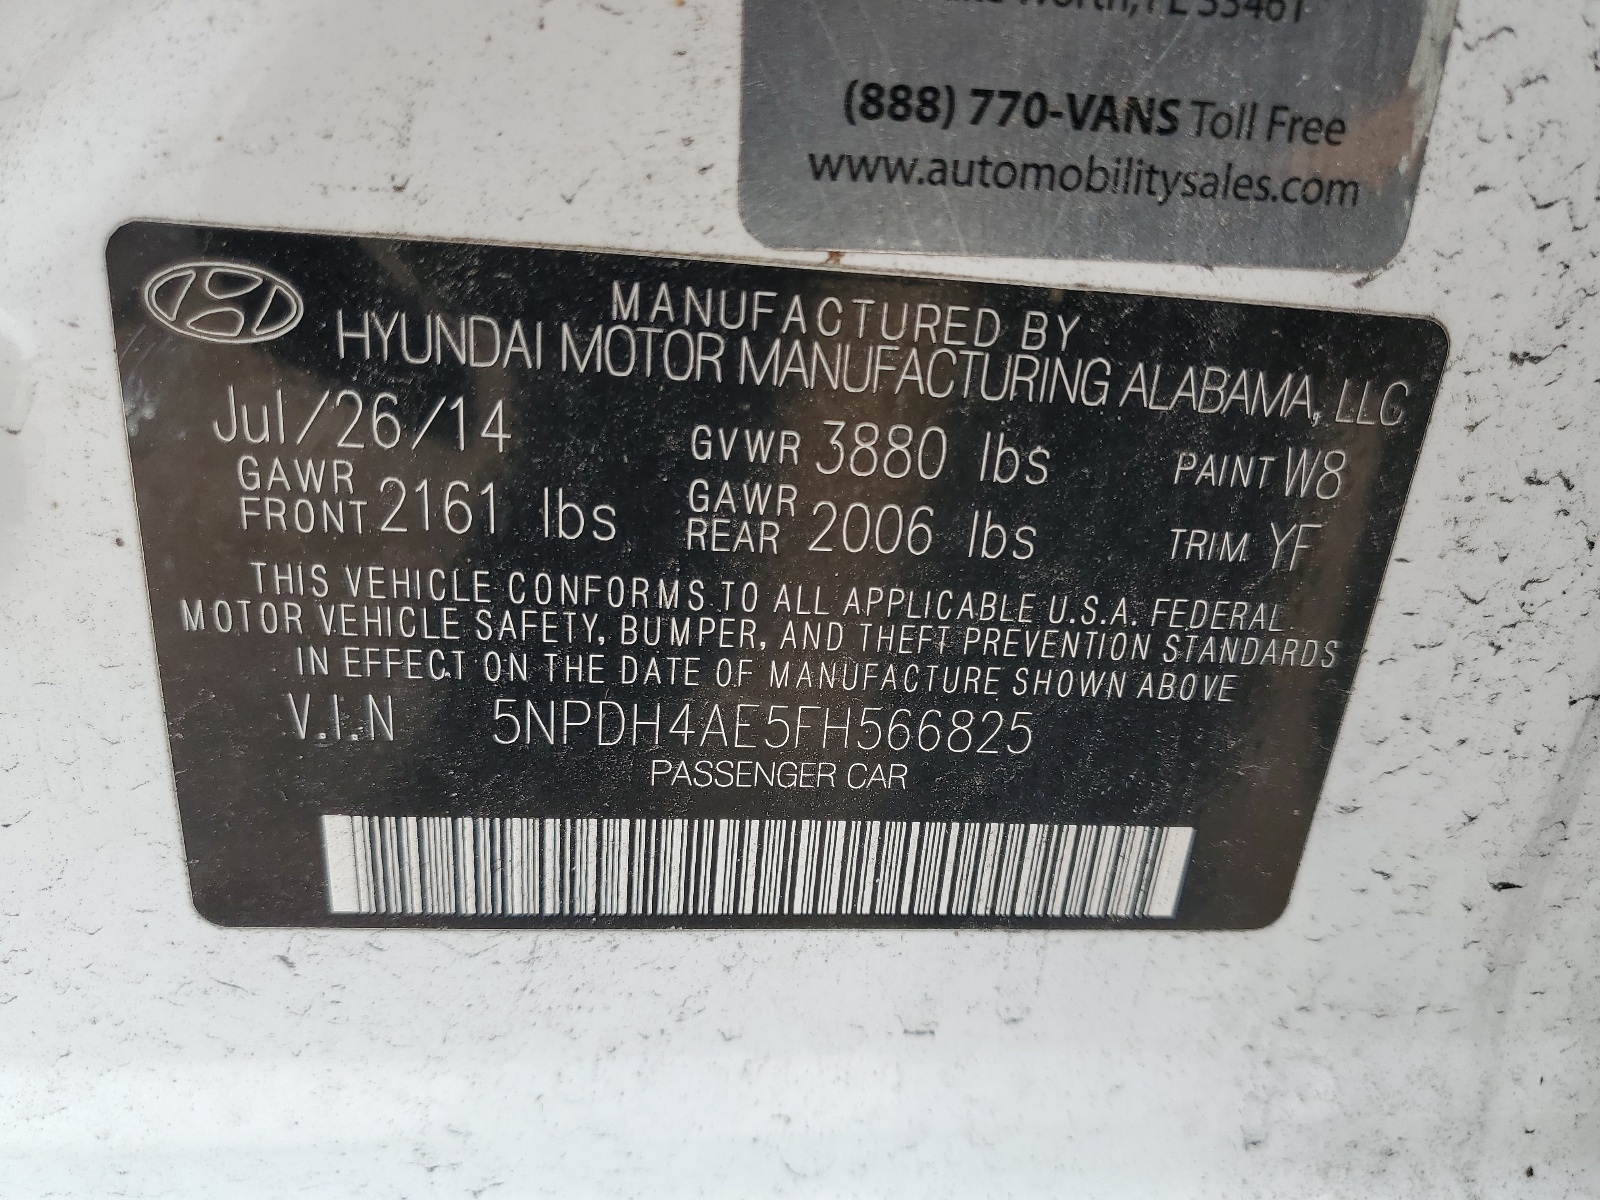 Worth, FL 33461
(888) 770-VANS Toll Free
www.automobilitysales.com
MANUFACTURED BY
HYUNDAI MOTOR MANUFACTURING ALABAMA, LLC
Jul/26/14 GVWR 3880 lbs PAINT W8
GAWR FRONT 2161 lbs GAWR REAR 2006 lbs TRIM YF
THIS VEHICLE CONFORMS TO ALL APPLICABLE U.S.A. FEDERAL
MOTOR VEHICLE SAFETY, BUMPER, AND THEFT PREVENTION STANDARDS
IN EFFECT ON THE DATE OF MANUFACTURE SHOWN ABOVE
V.I.N 5NPDH4AE5FH566825
PASSENGER CAR